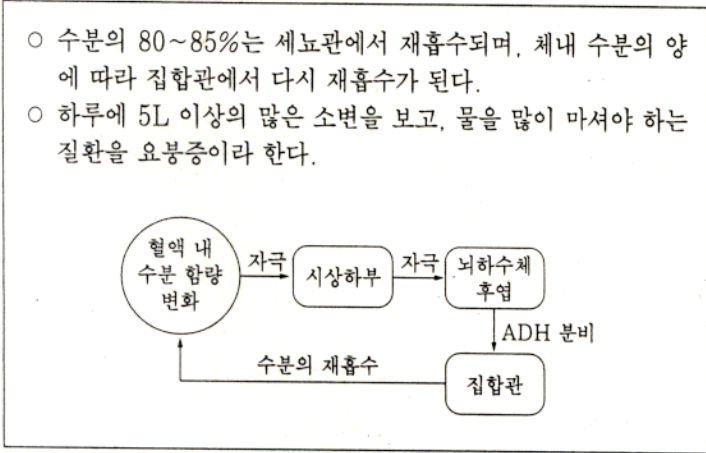 ○ 수분의 80~85%는 세뇨관에서 재흡수되며, 체내 수분의 양
에 따라 집합관에서 다시 재흡수가 된다.
○ 하루에 5L 이상의 많은 소변을 보고, 물을 많이 마셔야 하는
질환을 요붕증이라 한다.
혈액 내
수분 함량
변화
자극
시상하부
자극
뇌하수체
후엽
ADH 분비
수분의 재흡수
집합관